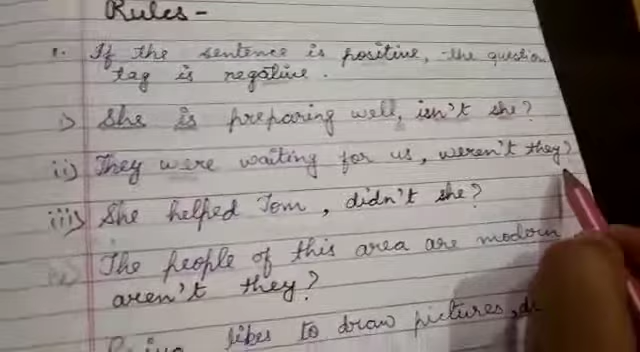 Rules -
1. If the sentence is positive, the question
tag is negative.
i) She is preparing well, isn't she?
ii) They were waiting for us, weren't they?
iii) She helped Tom, didn't she?
iv) The people of this area are modorn
aren't they?
likes to draw pictures,